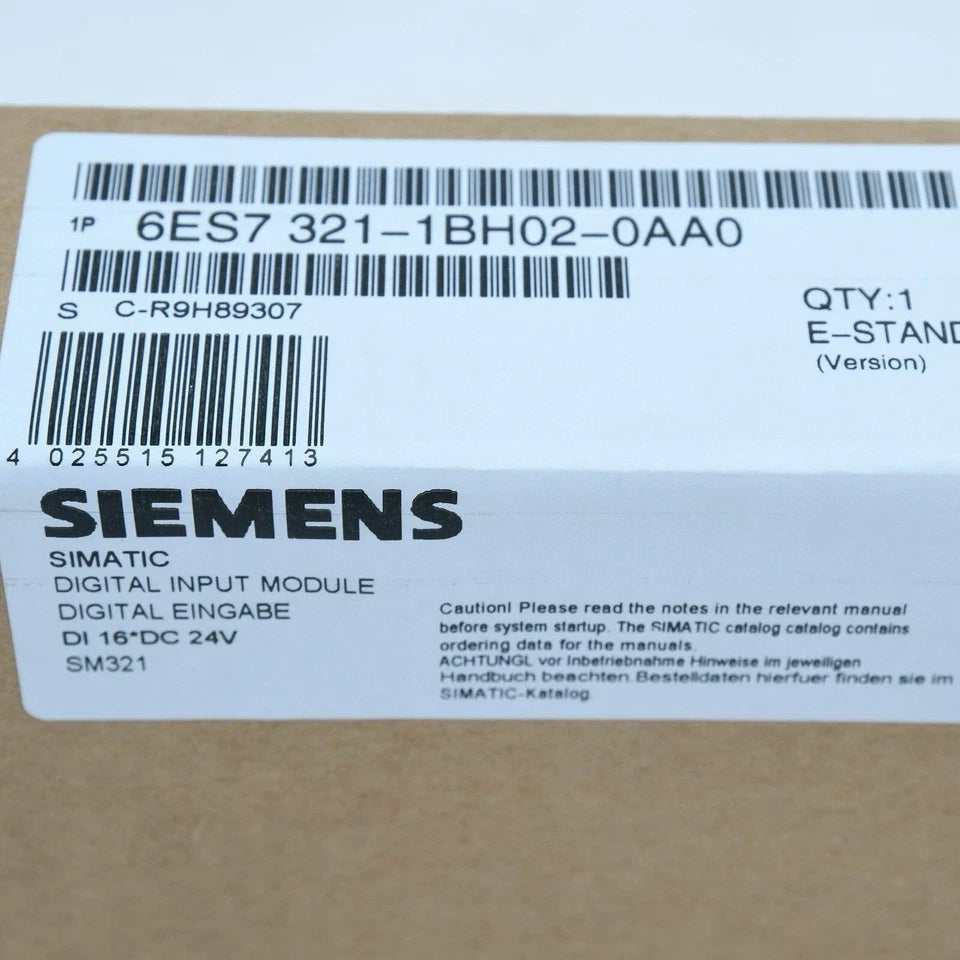 1P 6ES7 321-1BH02-0AA0
S C-R9H89307
QTY:1
E-STAND
(Version)
4 025515 127413
SIEMENS
SIMATIC
DIGITAL INPUT MODULE
DIGITAL EINGABE
DI 16*DC 24V
SM321
Caution! Please read the notes in the relevant manual
before system startup. The SIMATIC catalog catalog contains
ordering data for the manuals.
ACHTUNGL vor Inbetriebnahme Hinweise im jeweiligen
Handbuch beachten.Bestelldaten hierfuer finden sie im
SIMATIC-Katalog